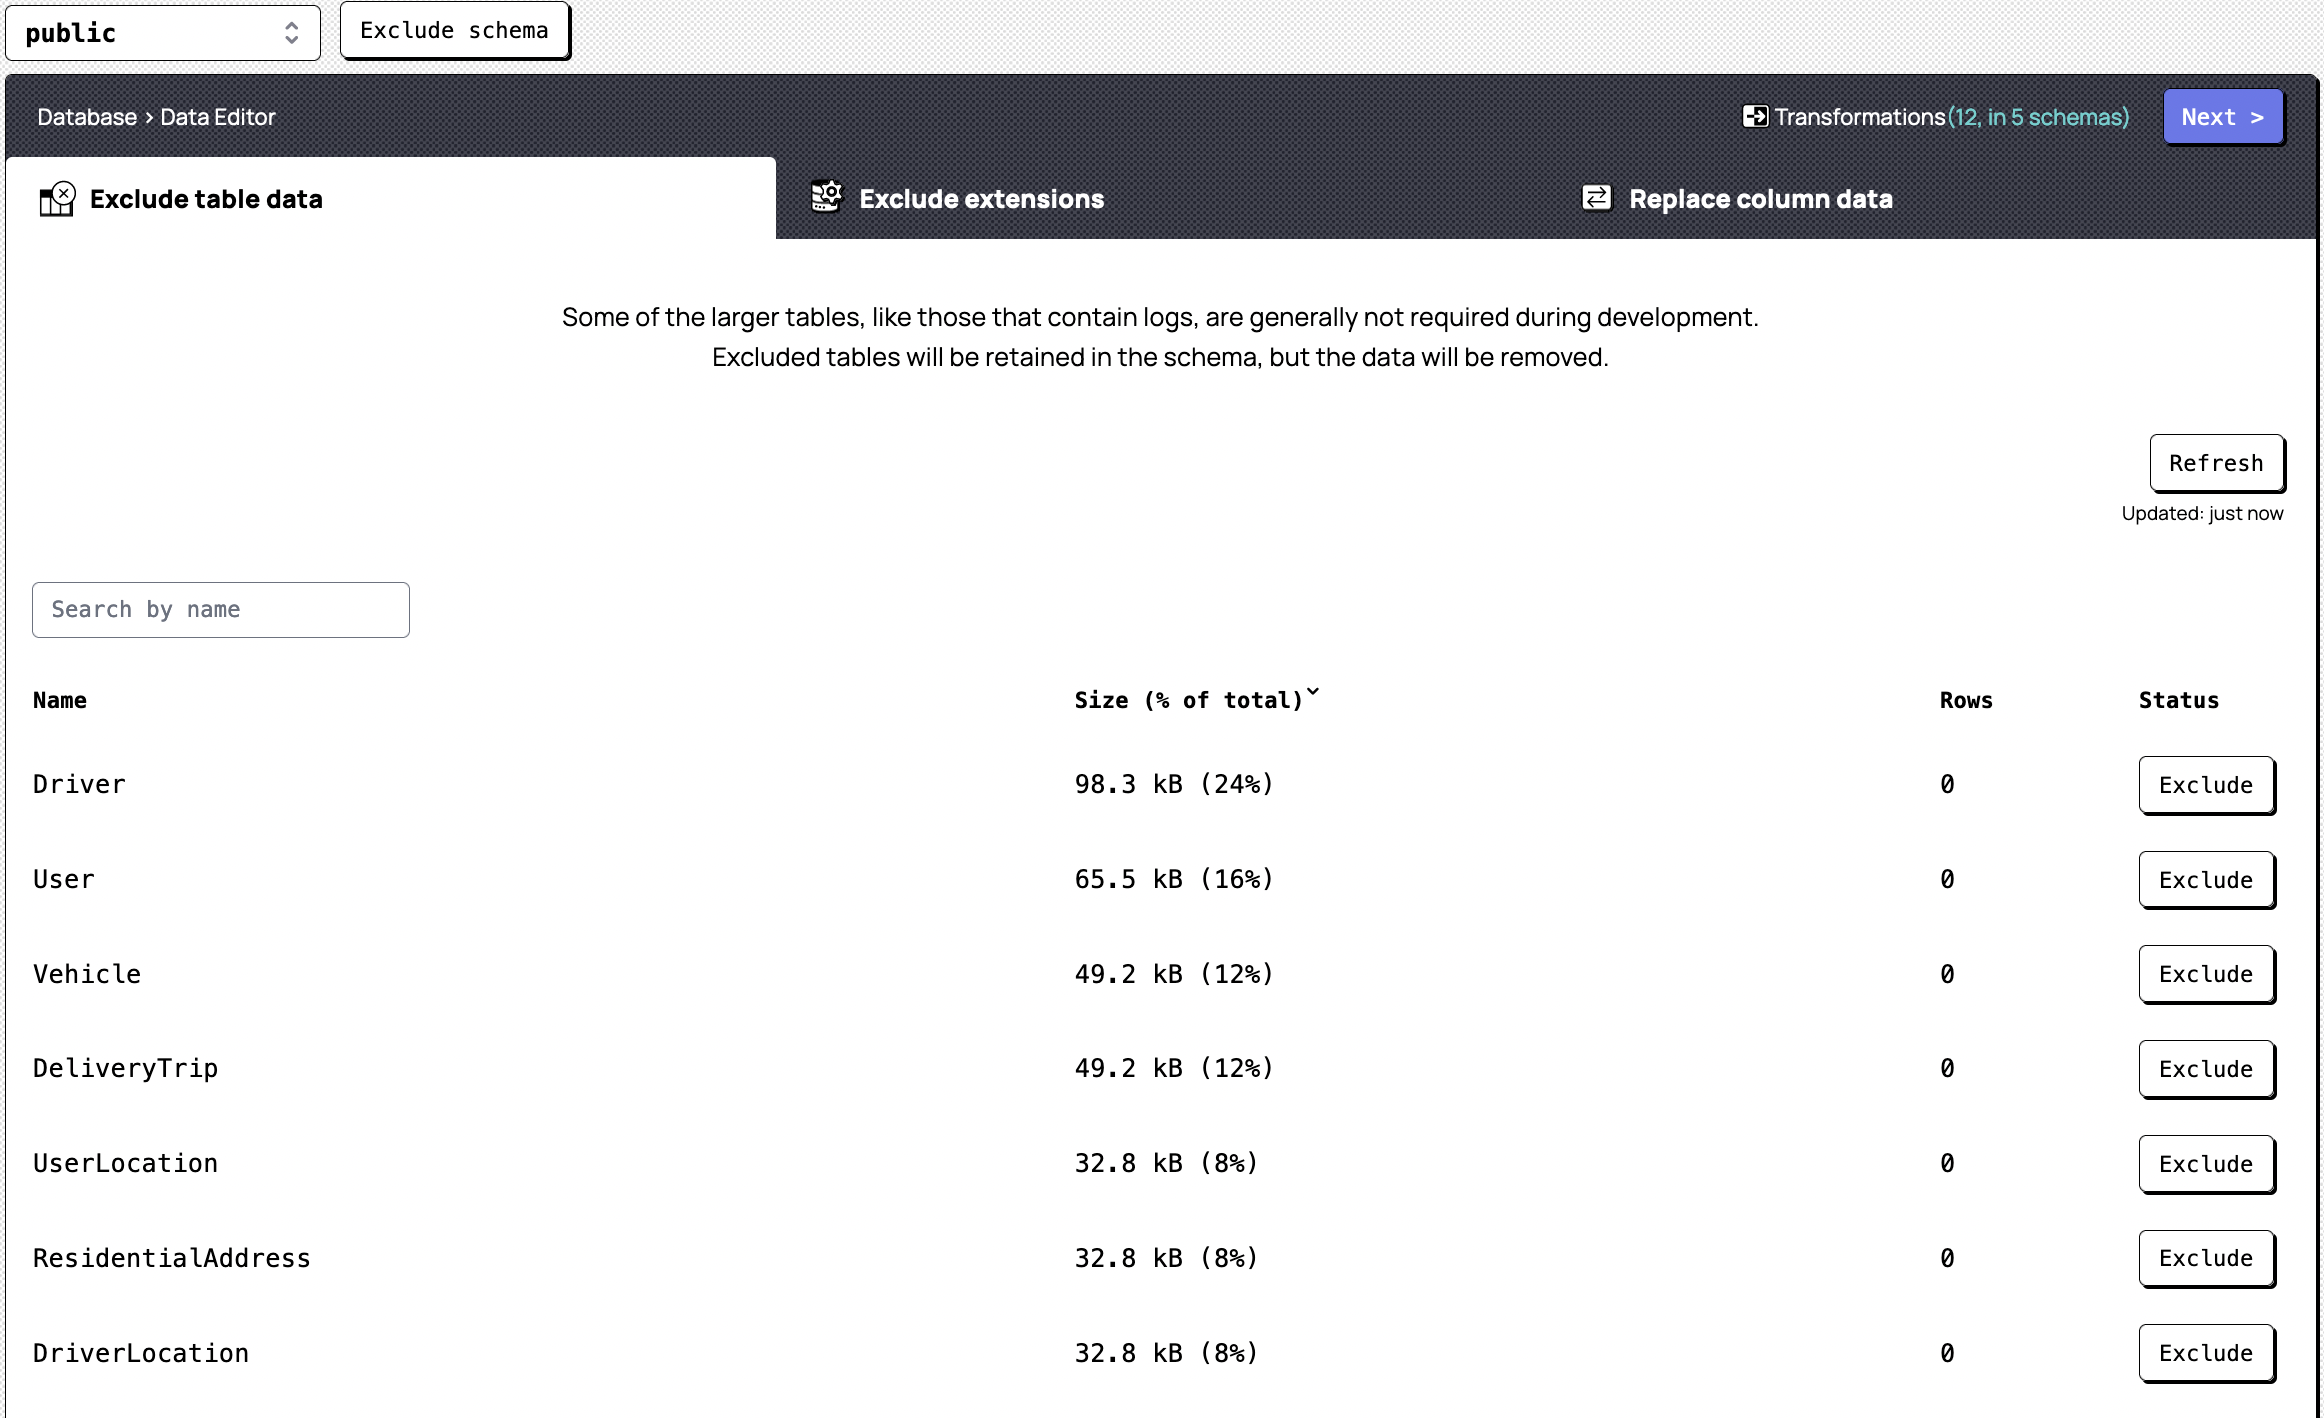 public
Exclude schema
Database › Data Editor
Transformations(12, in 5 schemas)
Next >
Exclude table data
Exclude extensions
Replace column data
Some of the larger tables, like those that contain logs, are generally not required during development.
Excluded tables will be retained in the schema, but the data will be removed.
Refresh
Updated: just now
Search by name
Name Size (% of total) Rows Status
Driver 98.3 kB (24%) 0 Exclude
User 65.5 kB (16%) 0 Exclude
Vehicle 49.2 kB (12%) 0 Exclude
DeliveryTrip 49.2 kB (12%) 0 Exclude
UserLocation 32.8 kB (8%) 0 Exclude
ResidentialAddress 32.8 kB (8%) 0 Exclude
DriverLocation 32.8 kB (8%) 0 Exclude